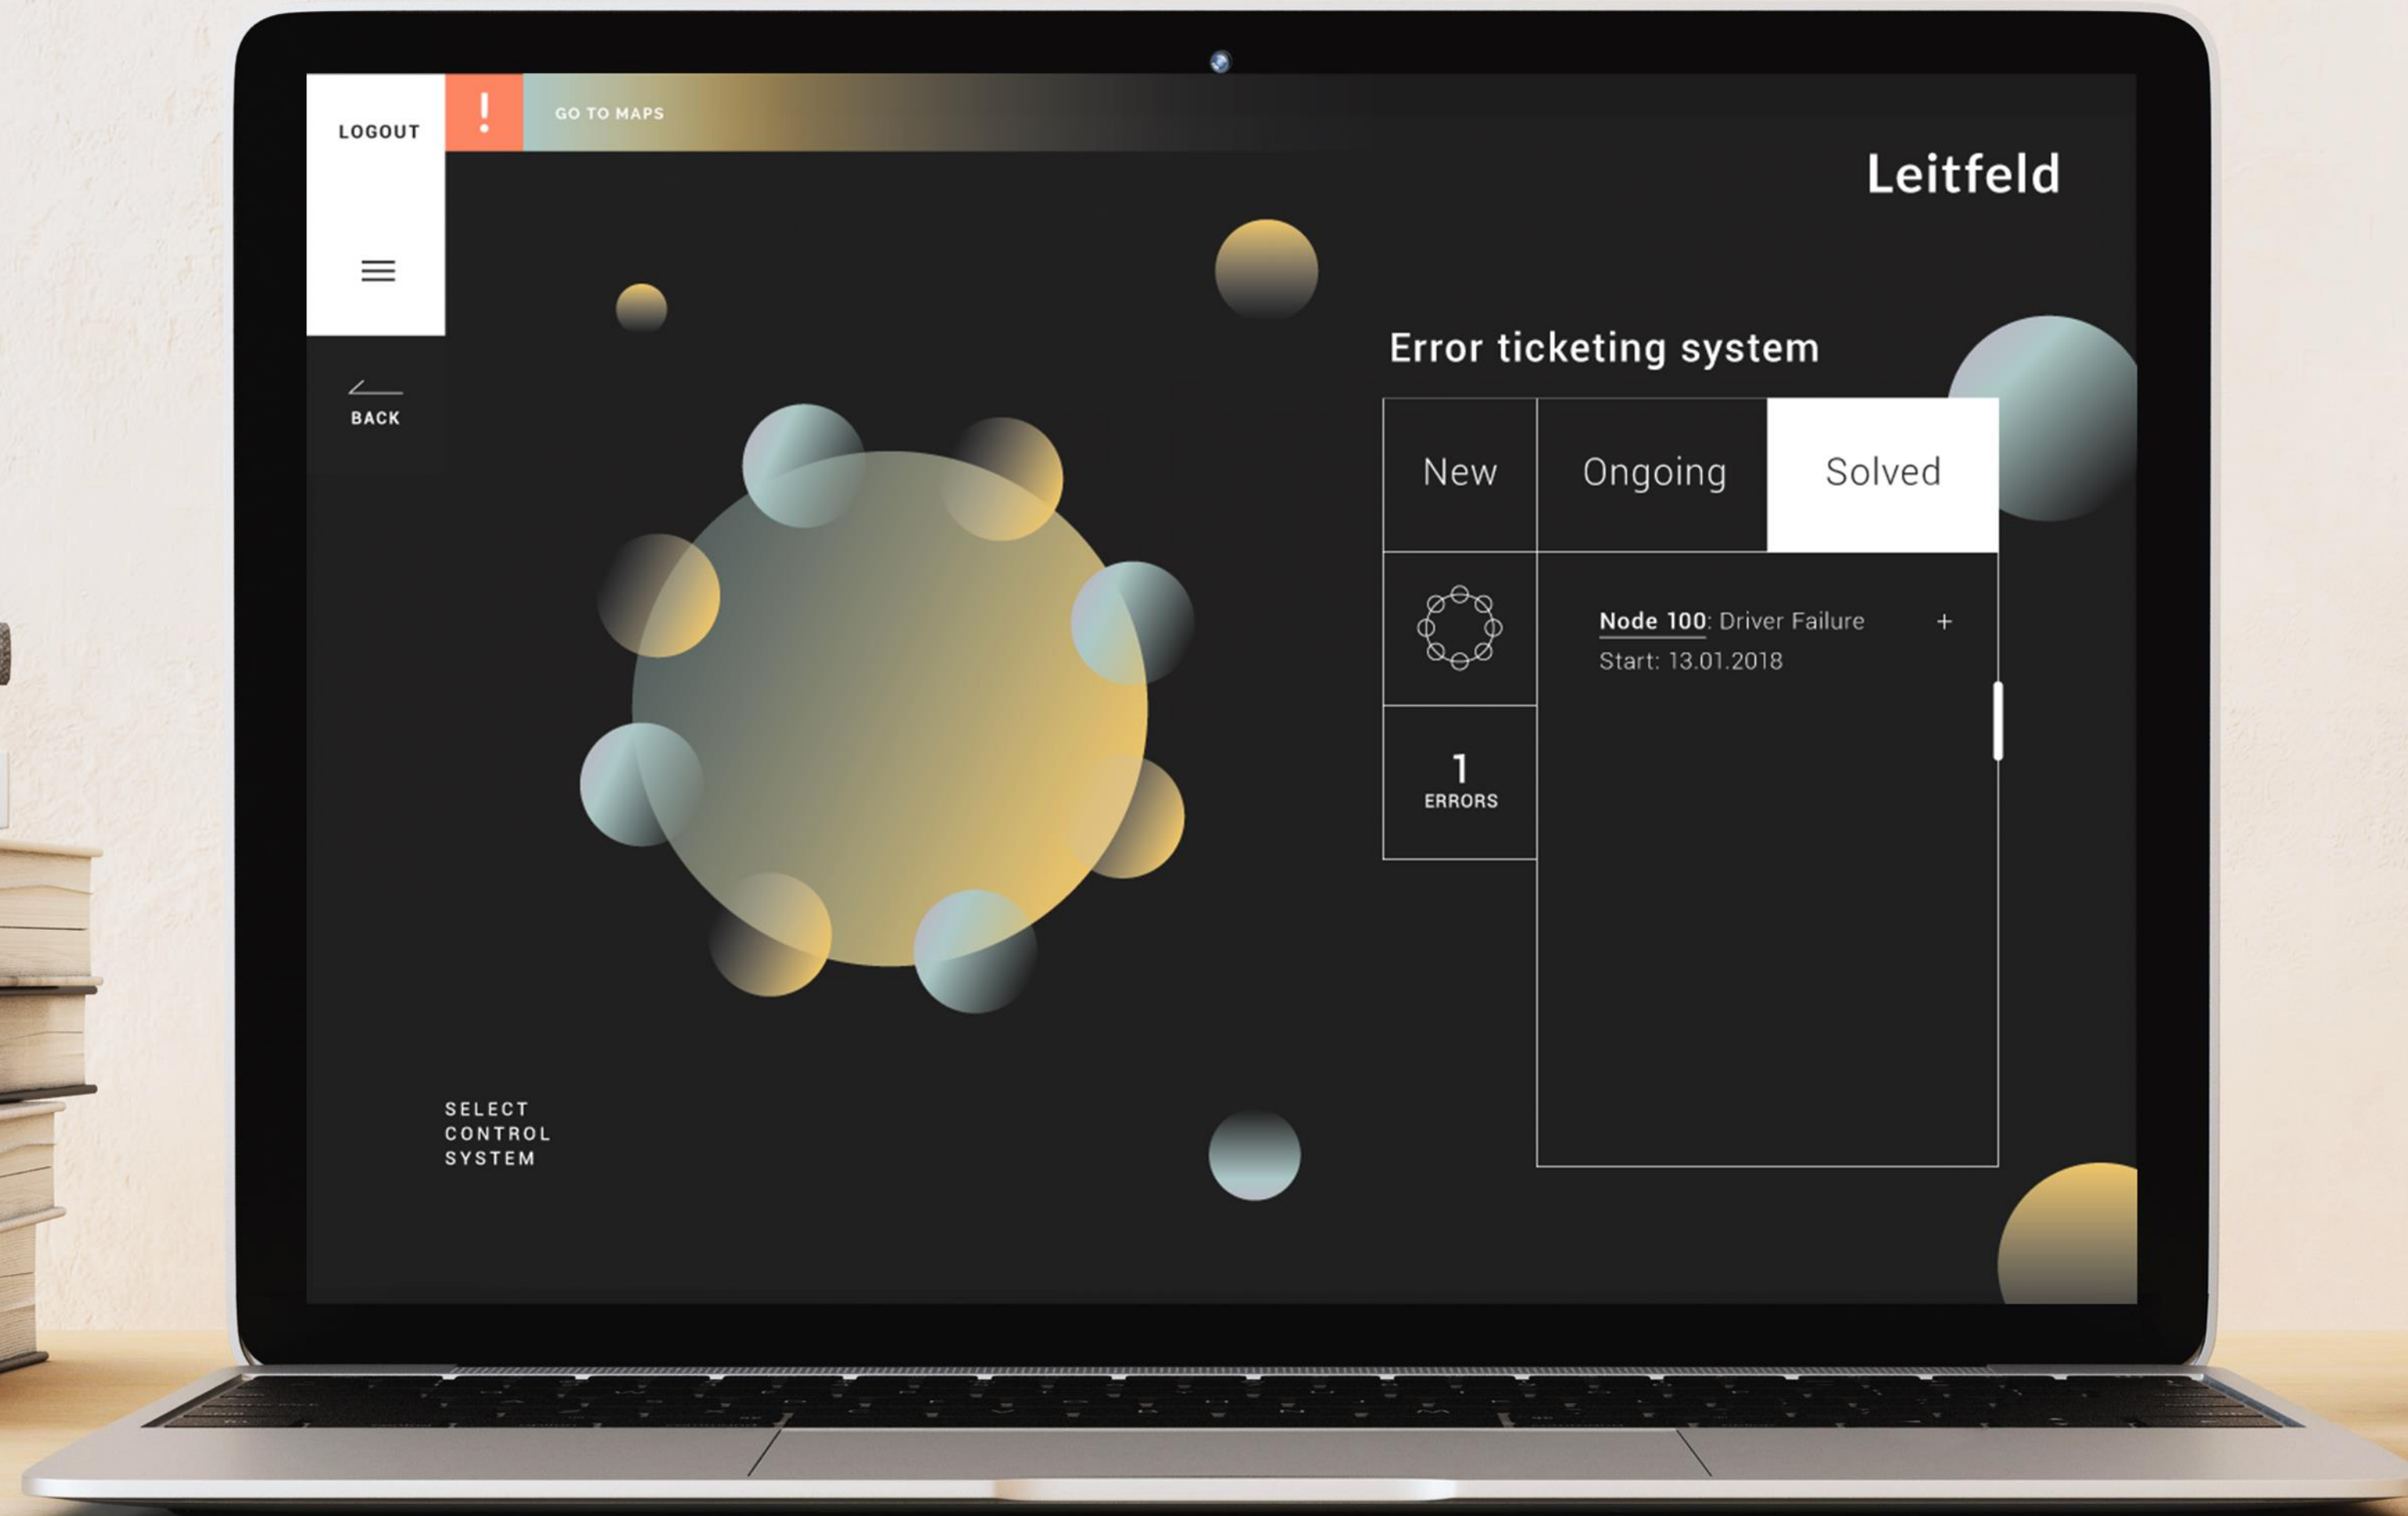 LOGOUT
!
GO TO MAPS
Leitfeld
BACK
Error ticketing system
New
Ongoing
Solved
Node 100: Driver Failure +
Start: 13.01.2018
1
ERRORS
SELECT
CONTROL
SYSTEM